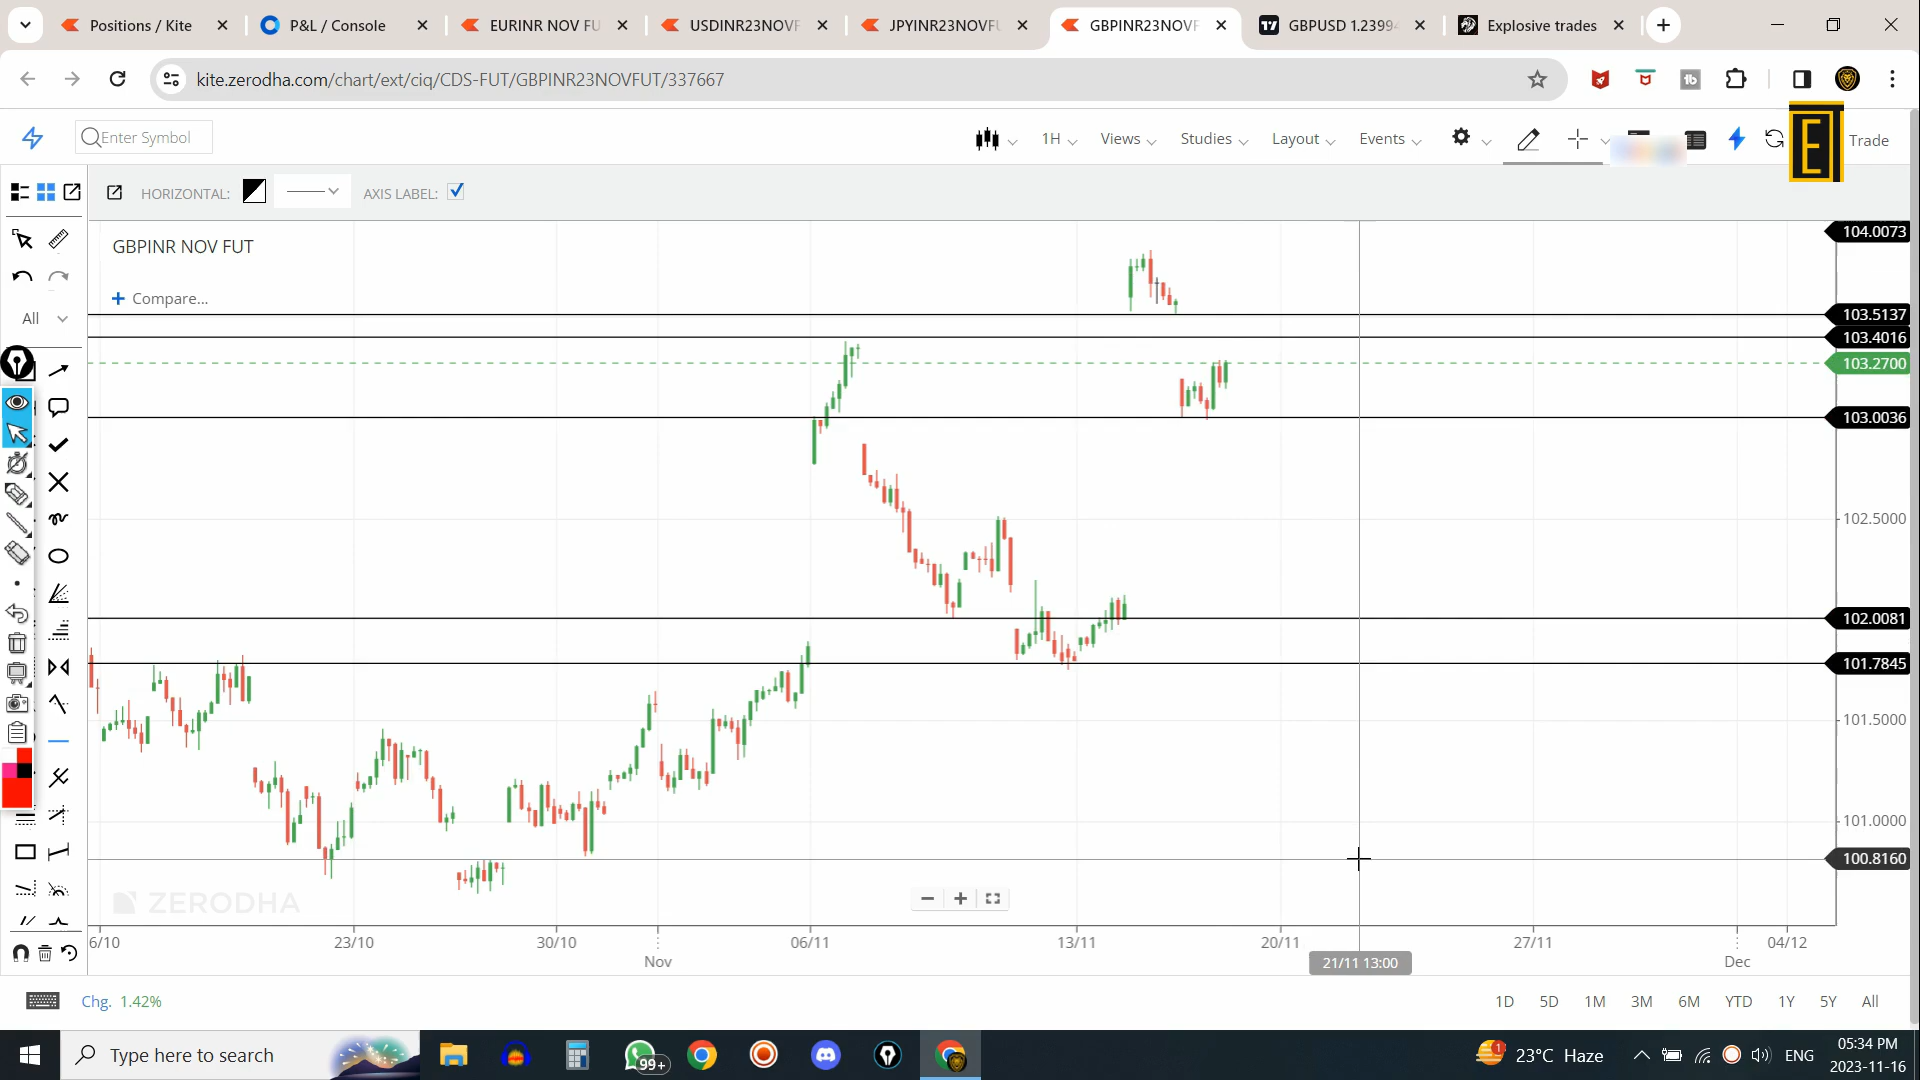 Positions / Kite
P&L / Console
EURINR NOV FU
USDINR23NOVF
JPYINR23NOVFU
GBPINR23NOVF
GBPUSD 1.23994
Explosive trades
kite.zerodha.com/chart/ext/ciq/CDS-FUT/GBPINR23NOVFUT/337667
Enter Symbol
1H
Views
Studies
Layout
Events
E
Trade
HORIZONTAL:
AXIS LABEL:
GBPINR NOV FUT
+ Compare...
All
104.0073
103.5137
103.4016
103.2700
103.0036
102.5000
102.0081
101.7845
101.5000
101.0000
100.8160
ZERODHA
6/10
23/10
30/10
Nov
06/11
13/11
20/11
21/11 13:00
27/11
Dec
04/12
Chg. 1.42%
1D
5D
1M
3M
6M
YTD
1Y
5Y
All
Type here to search
99+
1
23°C Haze
ENG
05:34 PM
2023-11-16